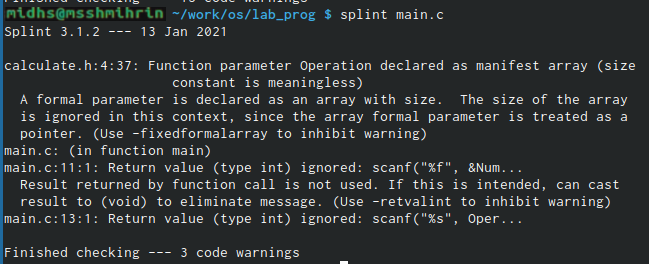 Finished checking --- 6 code warnings
midhs@msshmihrin ~/work/os/lab_prog $ splint main.c
Splint 3.1.2 --- 13 Jan 2021

calculate.h:4:37: Function parameter Operation declared as manifest array (size
                     constant is meaningless)
  A formal parameter is declared as an array with size.  The size of the array
  is ignored in this context, since the array formal parameter is treated as a
  pointer. (Use -fixedformalarray to inhibit warning)
main.c: (in function main)
main.c:11:1: Return value (type int) ignored: scanf("%f", &Num...
  Result returned by function call is not used. If this is intended, can cast
  result to (void) to eliminate message. (Use -retvalint to inhibit warning)
main.c:13:1: Return value (type int) ignored: scanf("%s", Oper...

Finished checking --- 3 code warnings